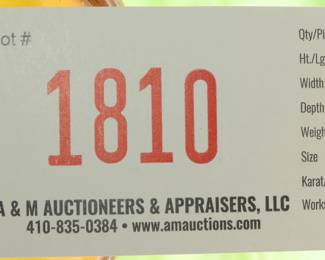 ot #
1810
A & M AUCTIONEERS & APPRAISERS, LLC
410-835-0384 • www.amauctions.com
Qty/Pi
Ht./Lg
Width
Depth
Weigh
Size
Karat/
Works